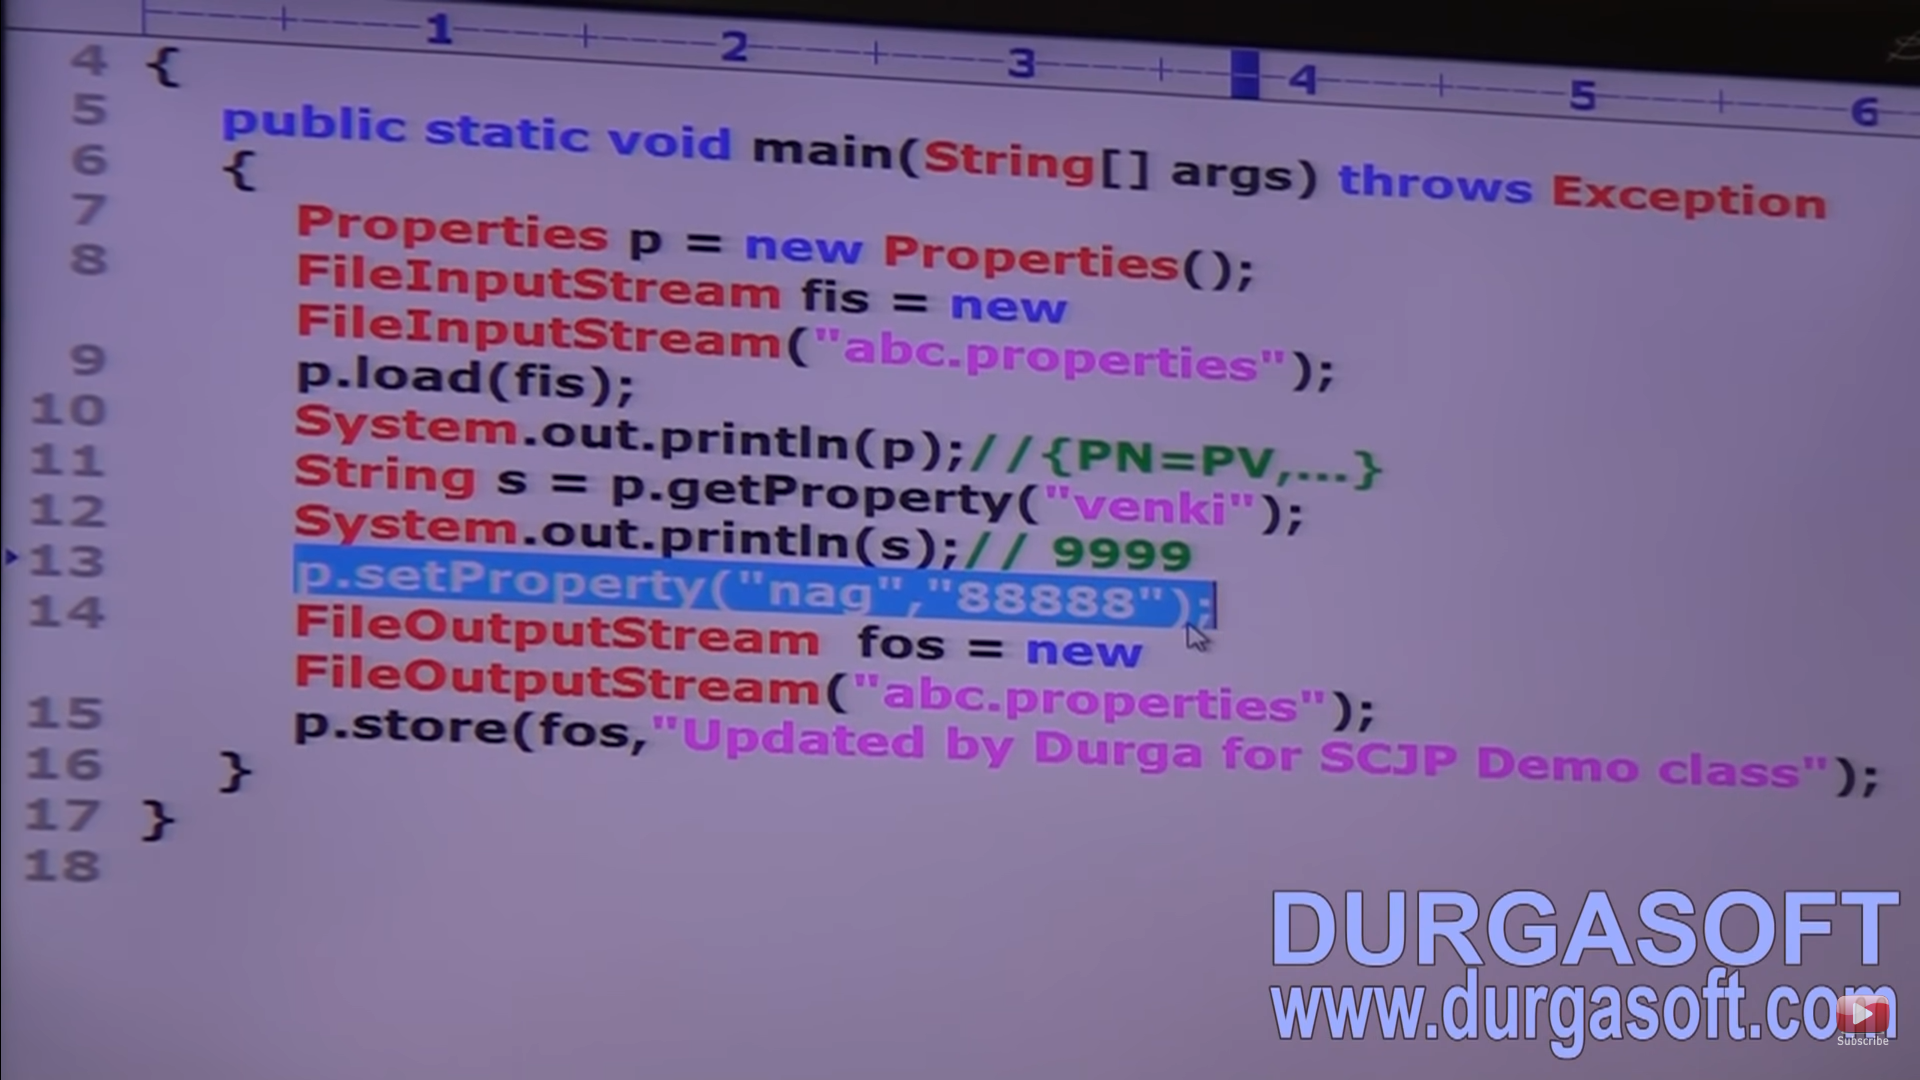 1 2 3 4 5 6
4 {
5 public static void main(String[] args) throws Exception
6 {
7 Properties p = new Properties();
8 FileInputStream fis = new
FileInputStream("abc.properties");
9 p.load(fis);
10 System.out.println(p);//{PN=PV,...}
11 String s = p.getProperty("venki");
12 System.out.println(s);// 9999
13 p.setProperty("nag","88888");
14 FileOutputStream fos = new
FileOutputStream("abc.properties");
15 p.store(fos,"Updated by Durga for SCJP Demo class");
16 }
17 }
18
DURGASOFT
www.durgasoft.com
Subscribe